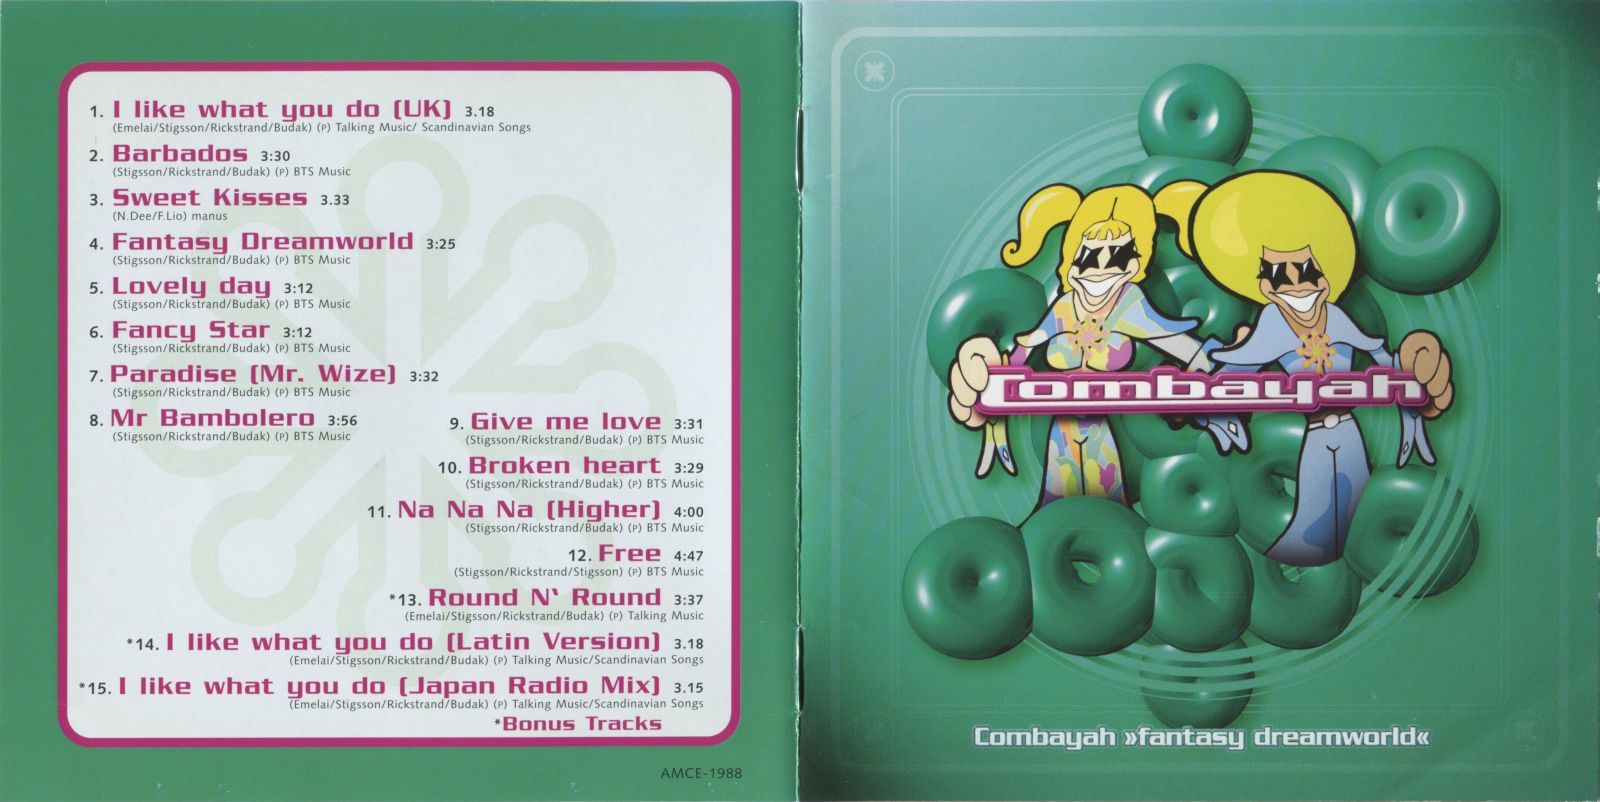 1. I like what you do (UK) 3.18
(Emelai/Stigsson/Rickstrand/Budak) (P) Talking Music/ Scandinavian Songs
2. Barbados 3:30
(Stigsson/Rickstrand/Budak) (P) BTS Music
3. Sweet Kisses 3.33
(N.Dee/F.Lio) manus
4. Fantasy Dreamworld 3:25
(Stigsson/Rickstrand/Budak) (P) BTS Music
5. Lovely day 3:12
(Stigsson/Rickstrand/Budak) (P) BTS Music
6. Fancy Star 3:12
(Stigsson/Rickstrand/Budak) (P) BTS Music
7. Paradise (Mr. Wize) 3:32
(Stigsson/Rickstrand/Budak) (P) BTS Music
8. Mr Bambolero 3:56
(Stigsson/Rickstrand/Budak) (P) BTS Music
9. Give me love 3:31
(Stigsson/Rickstrand/Budak) (P) BTS Music
10. Broken heart 3:29
(Stigsson/Rickstrand/Budak) (P) BTS Music
11. Na Na Na (Higher) 4:00
(Stigsson/Rickstrand/Budak) (P) BTS Music
12. Free 4:47
(Stigsson/Rickstrand/Stigsson) (P) BTS Music
*13. Round N' Round 3:37
(Emelai/Stigsson/Rickstrand/Budak) (P) Talking Music
*14. I like what you do (Latin Version) 3.18
(Emelai/Stigsson/Rickstrand/Budak) (P) Talking Music/Scandinavian Songs
*15. I like what you do (Japan Radio Mix) 3.15
(Emelai/Stigsson/Rickstrand/Budak) (P) Talking Music/Scandinavian Songs
*Bonus Tracks
AMCE-1988
Combayah
Combayah »fantasy dreamworld«